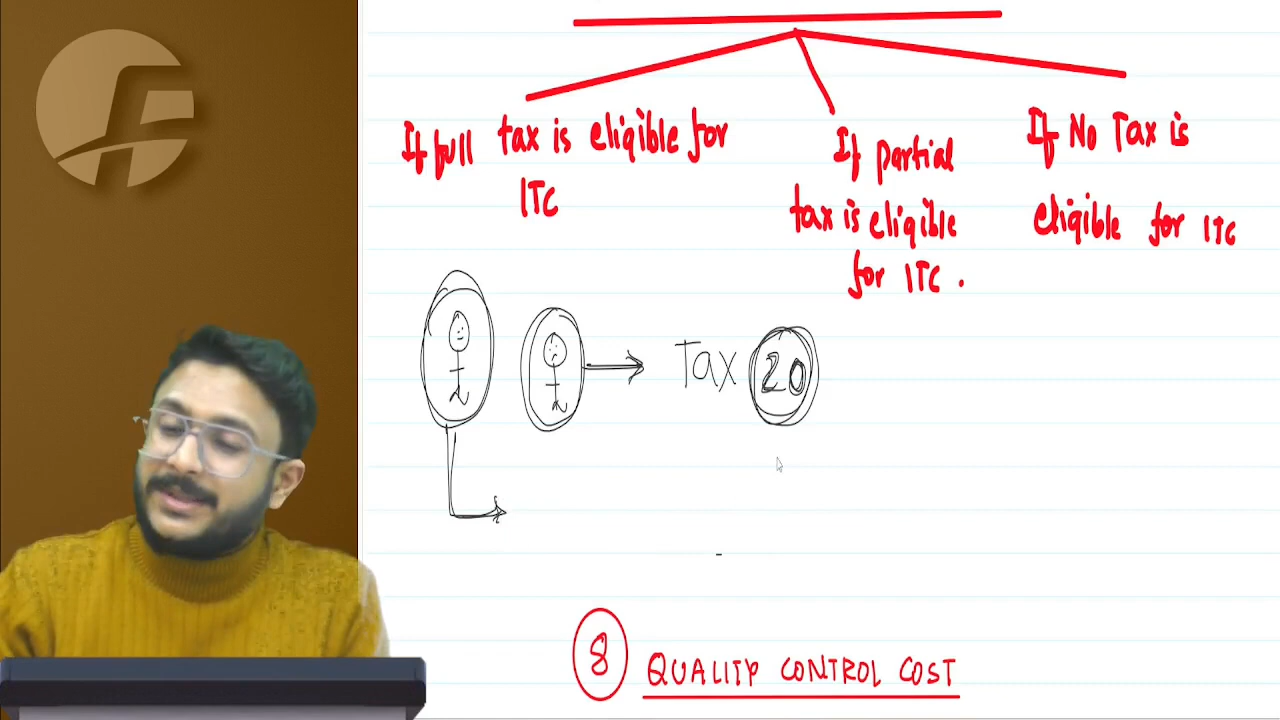 If full tax is eligible for
ITC
If partial
tax is eligible
for ITC.
If No Tax is
eligible for ITC
Tax 20
8 QUALITY CONTROL COST